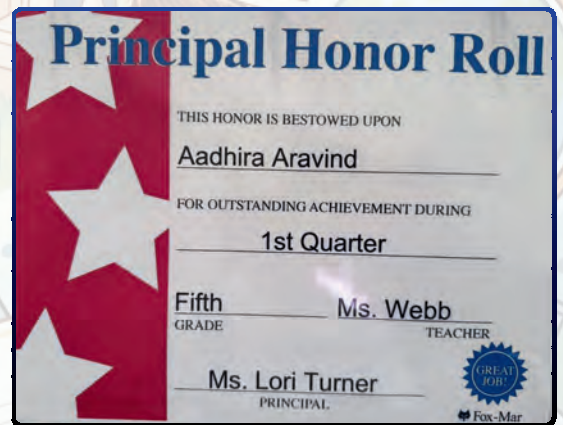 Principal Honor Roll
THIS HONOR IS BESTOWED UPON
Aadhira Aravind
FOR OUTSTANDING ACHIEVEMENT DURING
1st Quarter
Fifth Ms. Webb
GRADE TEACHER
Ms. Lori Turner
PRINCIPAL
GREAT
JOB!
Fox-Mar